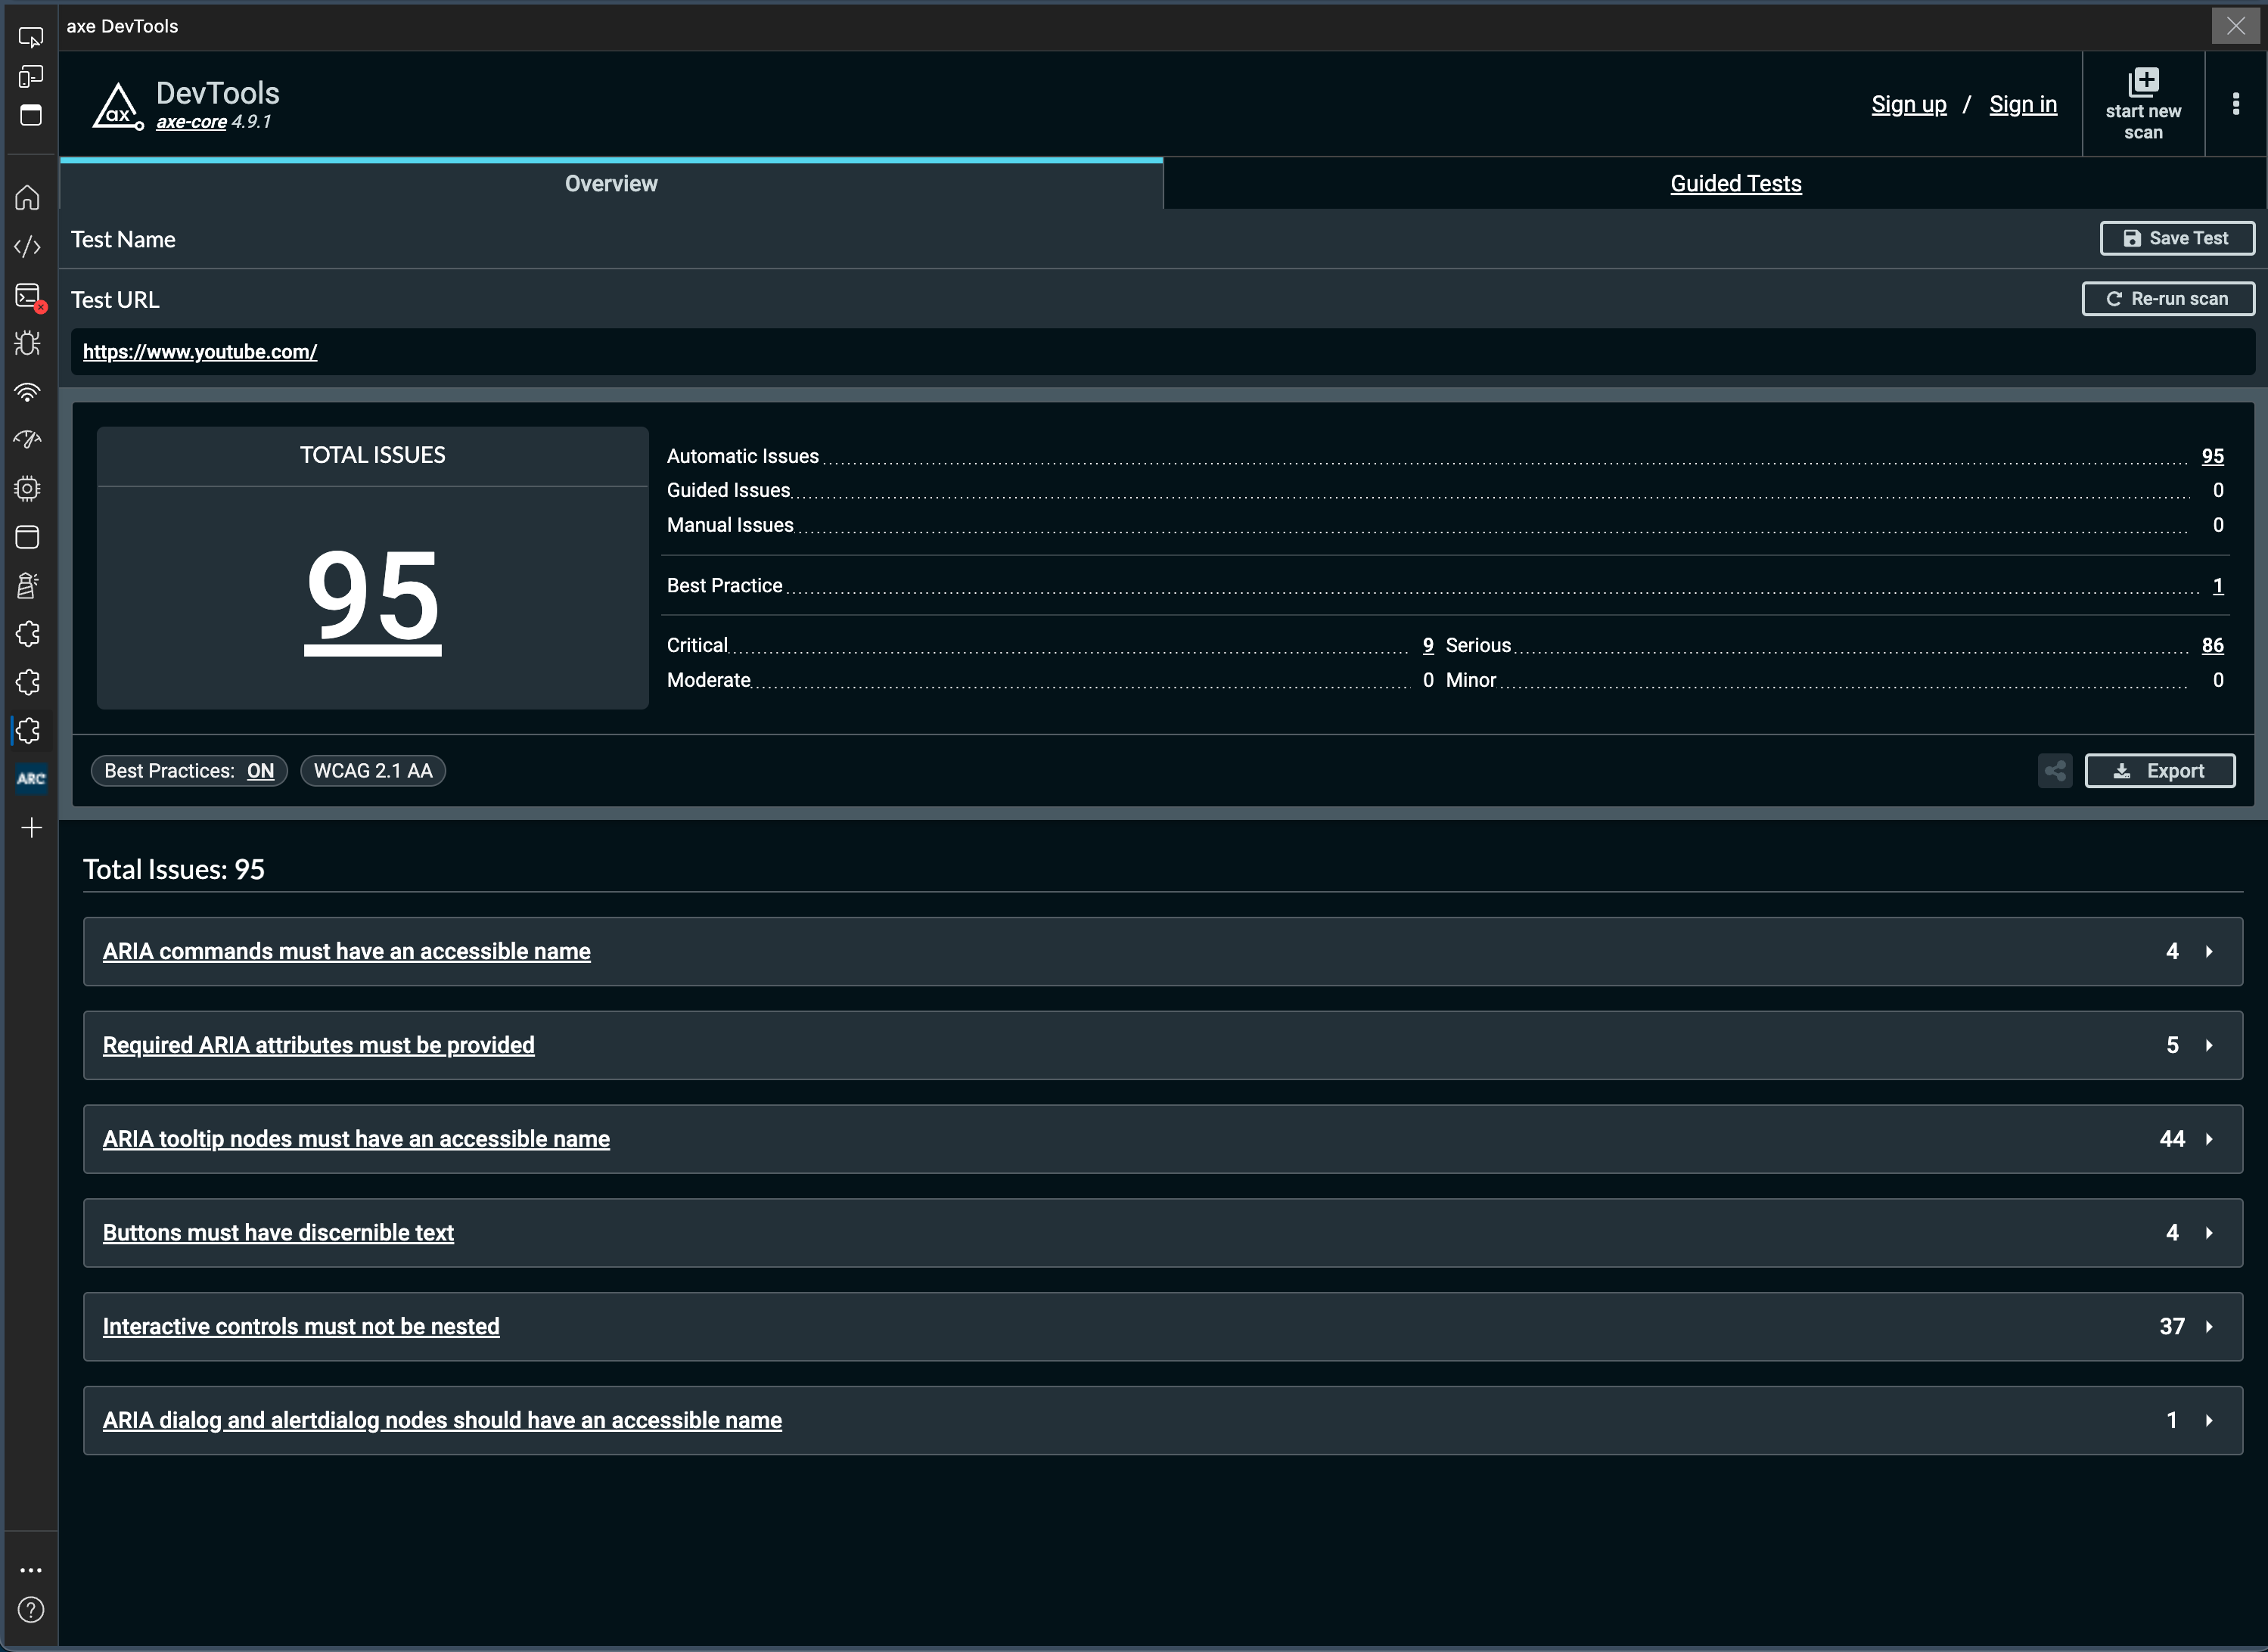 axe DevTools
ax
DevTools
axe-core 4.9.1
Sign up / Sign in
start new
scan
Overview
Guided Tests
Test Name
Save Test
Test URL
Re-run scan
https://www.youtube.com/
TOTAL ISSUES
95
Automatic Issues 95
Guided Issues 0
Manual Issues 0
Best Practice 1
Critical 9 Serious 86
Moderate 0 Minor 0
Best Practices: ON WCAG 2.1 AA
Export
ARC
Total Issues: 95
ARIA commands must have an accessible name 4
Required ARIA attributes must be provided 5
ARIA tooltip nodes must have an accessible name 44
Buttons must have discernible text 4
Interactive controls must not be nested 37
ARIA dialog and alertdialog nodes should have an accessible name 1